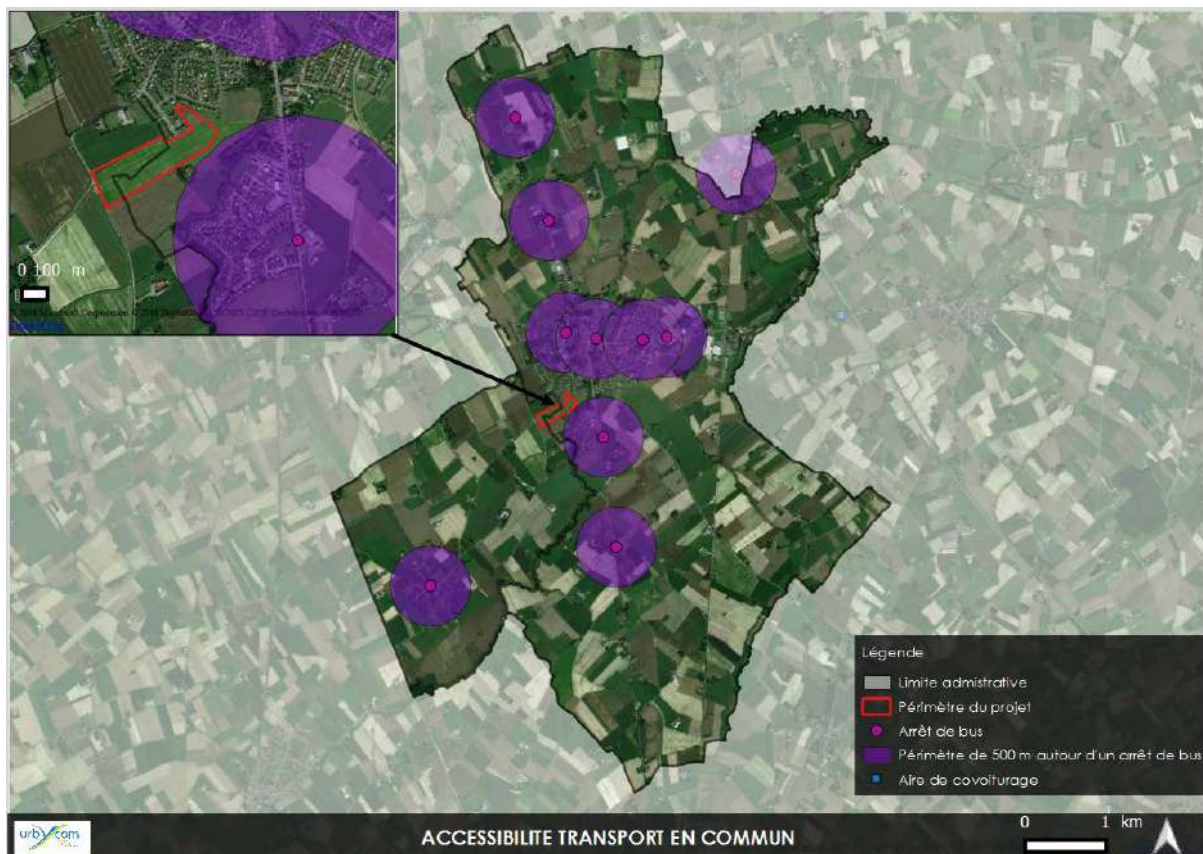 0 100 m
Légende
Limite admistrative
Périmètre du projet
Arrêt de bus
Périmètre de 500 m autour d'un arrêt de bus
Aire de covoiturage
urbycom
ACCESSIBILITE TRANSPORT EN COMMUN
0 1 km